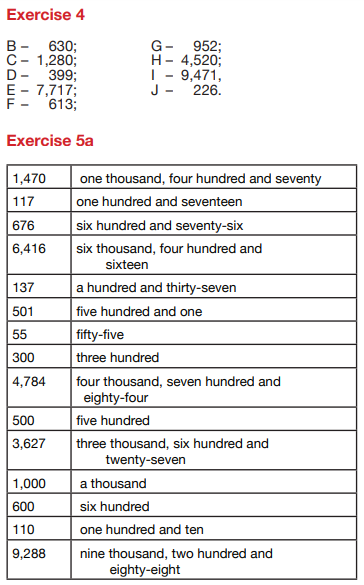 Exercise 4
B – 630;
C – 1,280;
D – 399;
E – 7,717;
F – 613;
G – 952;
H – 4,520;
I – 9,471,
J – 226.
Exercise 5a
1,470 one thousand, four hundred and seventy
117 one hundred and seventeen
676 six hundred and seventy-six
6,416 six thousand, four hundred and
sixteen
137 a hundred and thirty-seven
501 five hundred and one
55 fifty-five
300 three hundred
4,784 four thousand, seven hundred and
eighty-four
500 five hundred
3,627 three thousand, six hundred and
twenty-seven
1,000 a thousand
600 six hundred
110 one hundred and ten
9,288 nine thousand, two hundred and
eighty-eight